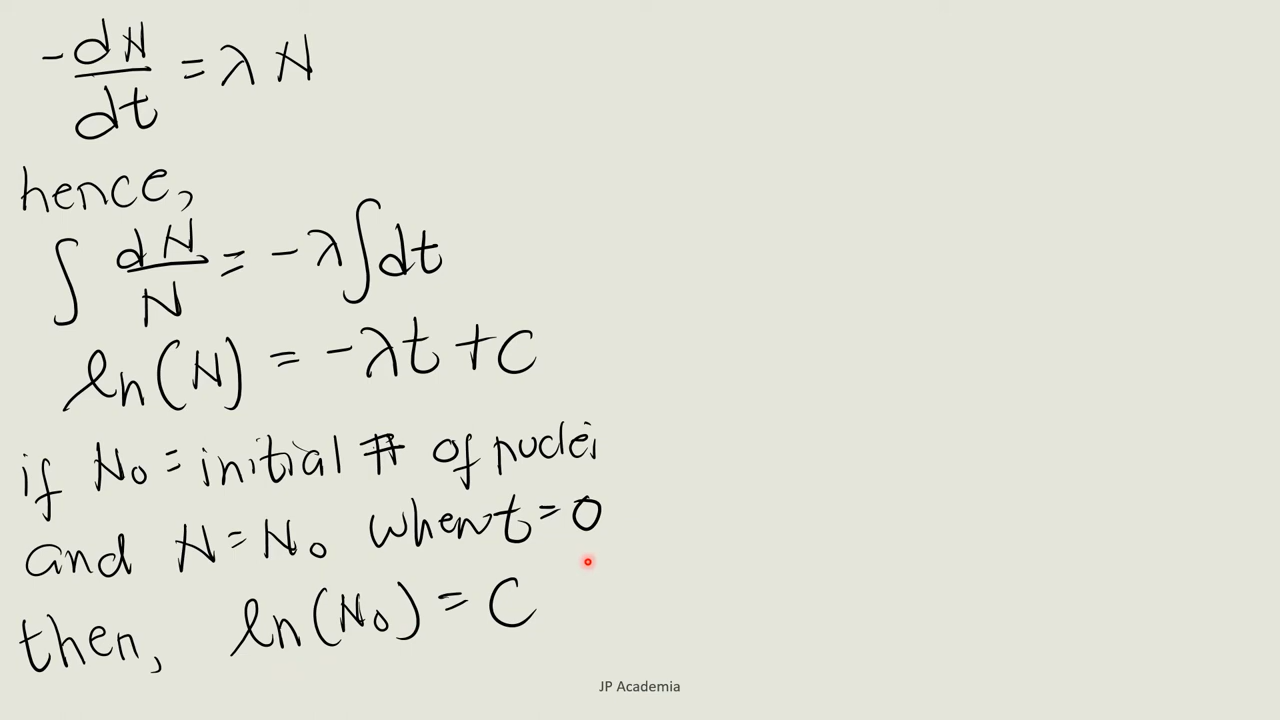 -dN/dt = λN
hence,
∫ dN/N = -λ∫dt
ln(N) = -λt + C
if N₀ = initial # of nuclei
and N = N₀ when t = 0
then, ln(N₀) = C
JP Academia